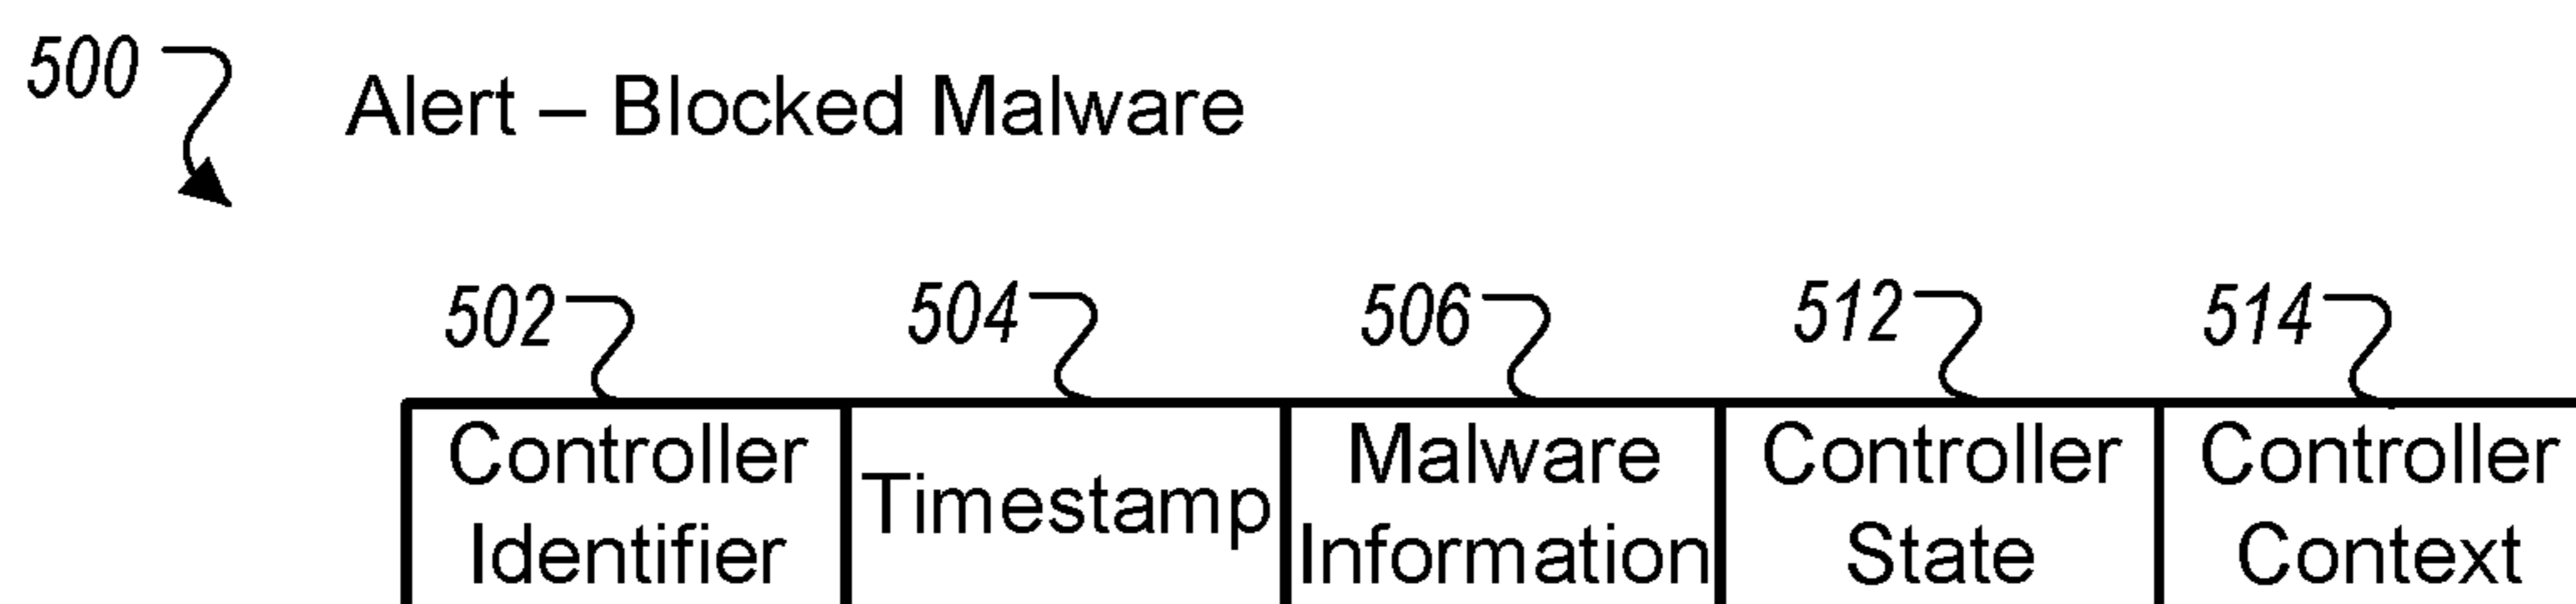 500
Alert – Blocked Malware
502 504 506 512 514
Controller Identifier
Timestamp
Malware Information
Controller State
Controller Context